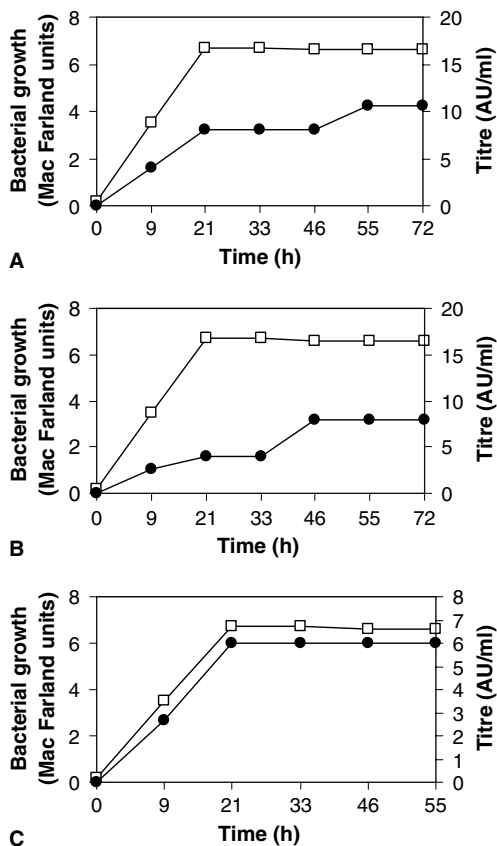 Bacterial growth
(Mac Farland units)
8
6
4
2
0
20
15
10
5
0
Titre (AU/ml)
0 9 21 33 46 55 72
Time (h)
A
Bacterial growth
(Mac Farland units)
8
6
4
2
0
20
15
10
5
0
Titre (AU/ml)
0 9 21 33 46 55 72
Time (h)
B
Bacterial growth
(Mac Farland units)
8
6
4
2
0
8
7
6
5
4
3
2
1
0
Titre (AU/ml)
0 9 21 33 46 55
Time (h)
C